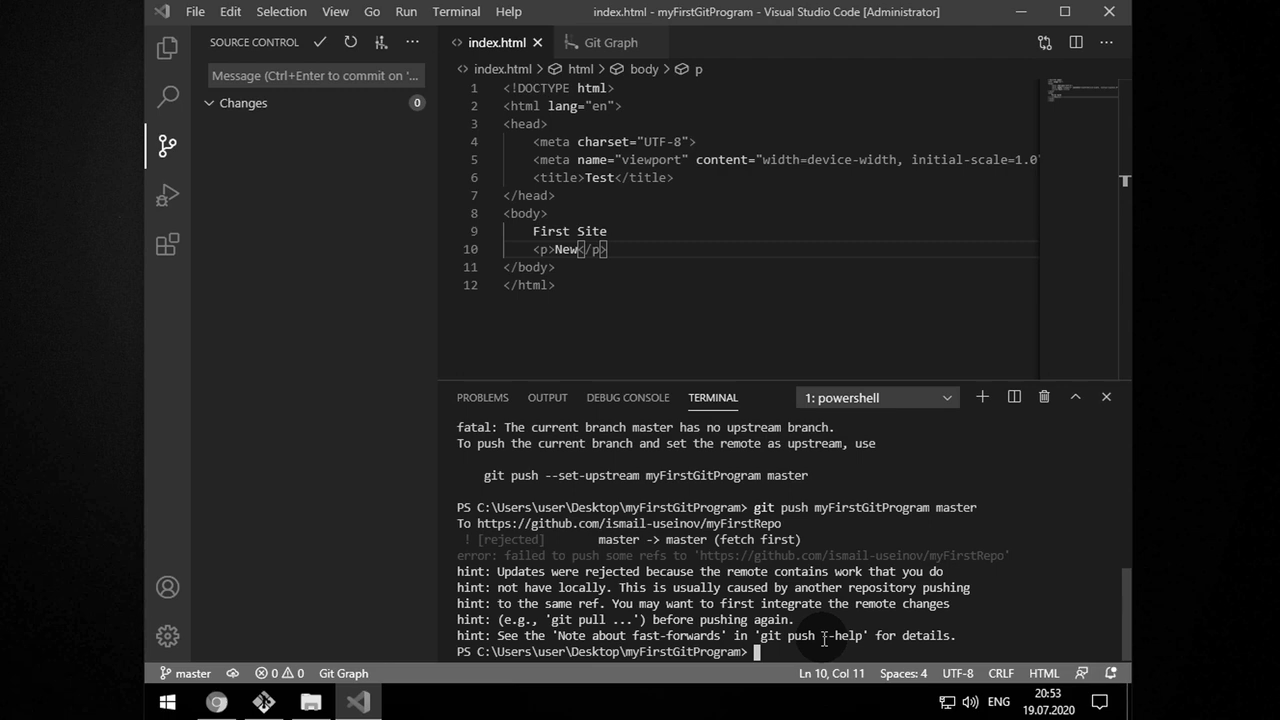 File Edit Selection View Go Run Terminal Help index.html - myFirstGitProgram - Visual Studio Code [Administrator]
SOURCE CONTROL
Message (Ctrl+Enter to commit on '...
Changes 0
index.html Git Graph
index.html > html > body > p
1 <!DOCTYPE html>
2 <html lang="en">
3 <head>
4 <meta charset="UTF-8">
5 <meta name="viewport" content="width=device-width, initial-scale=1.0"
6 <title>Test</title>
7 </head>
8 <body>
9 First Site
10 <p>New</p>
11 </body>
12 </html>
PROBLEMS OUTPUT DEBUG CONSOLE TERMINAL 1: powershell
fatal: The current branch master has no upstream branch.
To push the current branch and set the remote as upstream, use
git push --set-upstream myFirstGitProgram master
PS C:\Users\user\Desktop\myFirstGitProgram> git push myFirstGitProgram master
To https://github.com/ismail-useinov/myFirstRepo
! [rejected] master -> master (fetch first)
error: failed to push some refs to 'https://github.com/ismail-useinov/myFirstRepo'
hint: Updates were rejected because the remote contains work that you do
hint: not have locally. This is usually caused by another repository pushing
hint: to the same ref. You may want to first integrate the remote changes
hint: (e.g., 'git pull ...') before pushing again.
hint: See the 'Note about fast-forwards' in 'git push --help' for details.
PS C:\Users\user\Desktop\myFirstGitProgram>
master 0 0 Git Graph Ln 10, Col 11 Spaces: 4 UTF-8 CRLF HTML
ENG
20:53
19.07.2020